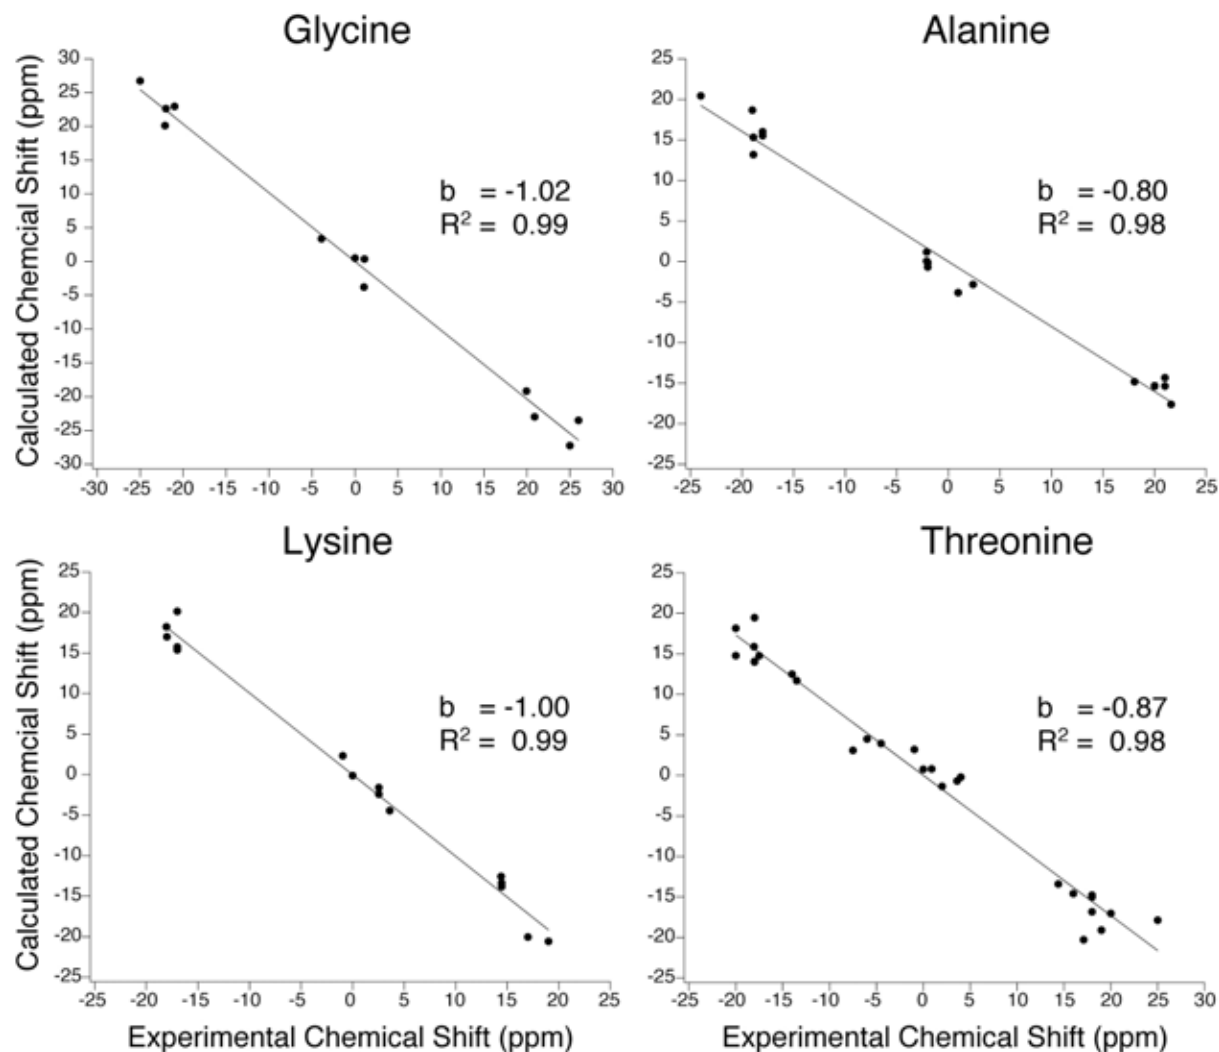 Glycine
Calculated Chemcial Shift (ppm)
30
25
20
15
10
5
0
-5
-10
-15
-20
-25
-30
b = -1.02
R² = 0.99
-30 -25 -20 -15 -10 -5 0 5 10 15 20 25 30
Alanine
25
20
15
10
5
0
-5
-10
-15
-20
-25
b = -0.80
R² = 0.98
-25 -20 -15 -10 -5 0 5 10 15 20 25
Lysine
Calculated Chemcial Shift (ppm)
25
20
15
10
5
0
-5
-10
-15
-20
-25
b = -1.00
R² = 0.99
-25 -20 -15 -10 -5 0 5 10 15 20 25
Experimental Chemical Shift (ppm)
Threonine
25
20
15
10
5
0
-5
-10
-15
-20
-25
b = -0.87
R² = 0.98
-25 -20 -15 -10 -5 0 5 10 15 20 25 30
Experimental Chemical Shift (ppm)